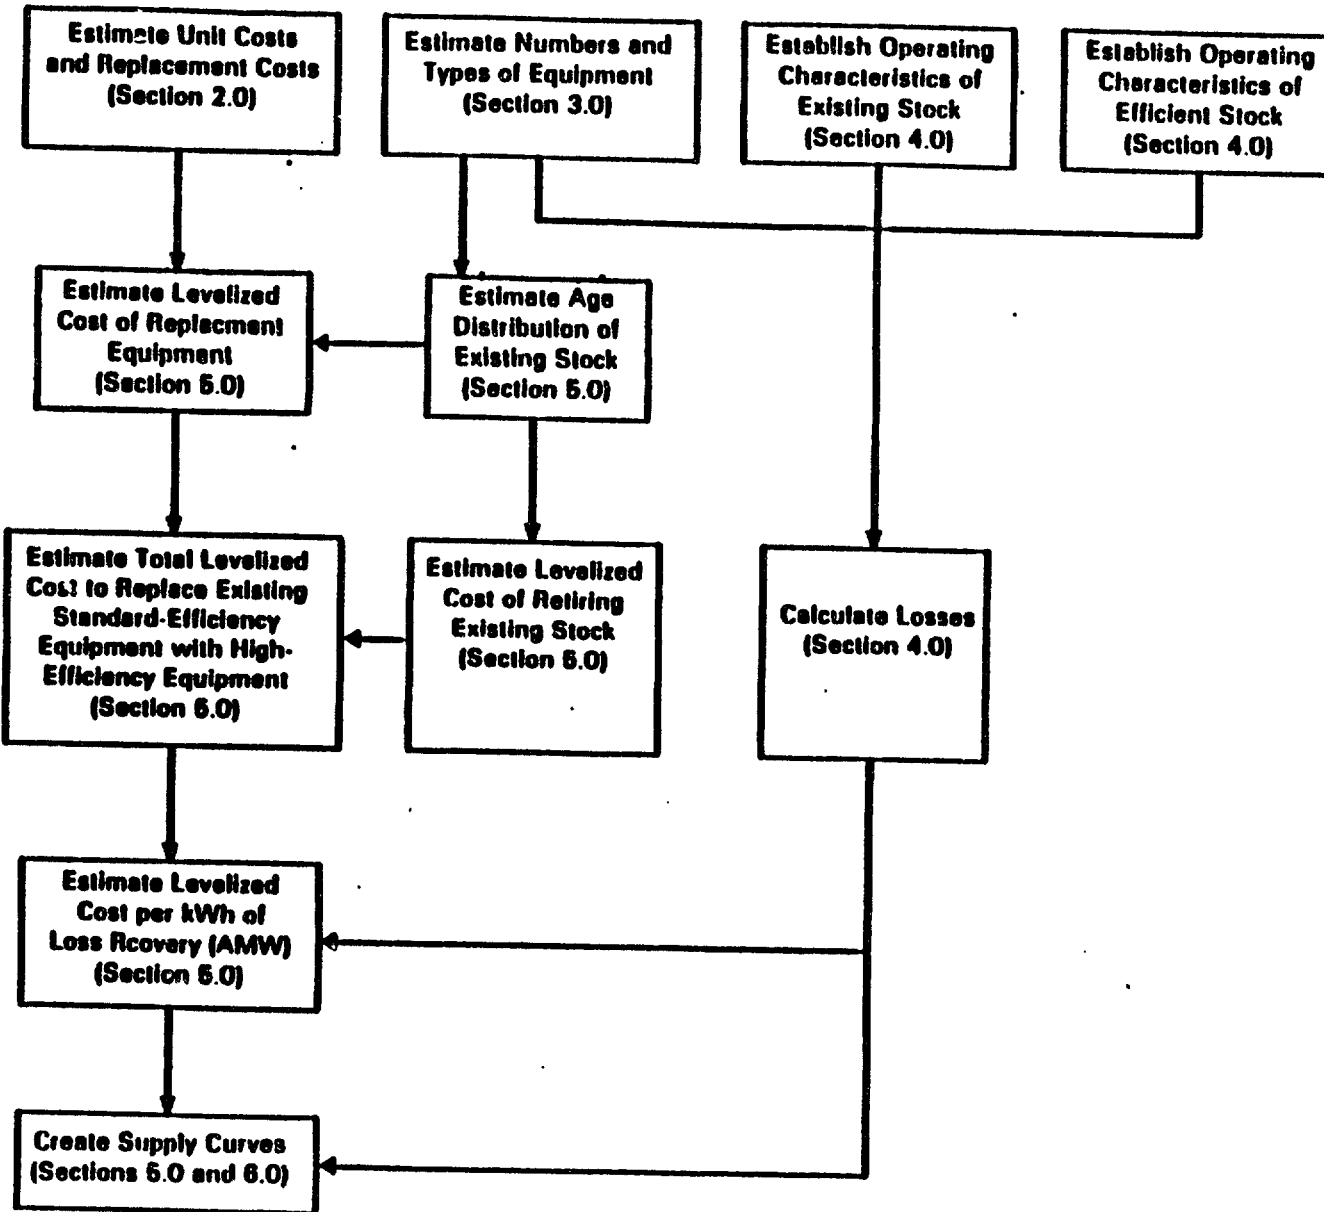 Estimate Unit Costs
and Replacement Costs
(Section 2.0)
Estimate Numbers and
Types of Equipment
(Section 3.0)
Establish Operating
Characteristics of
Existing Stock
(Section 4.0)
Establish Operating
Characteristics of
Efficient Stock
(Section 4.0)
Estimate Levelized
Cost of Replacment
Equipment
(Section 5.0)
Estimate Age
Distribution of
Existing Stock
(Section 5.0)
Estimate Total Levelized
Cost to Replace Existing
Standard-Efficiency
Equipment with High-
Efficiency Equipment
(Section 5.0)
Estimate Levelized
Cost of Retiring
Existing Stock
(Section 5.0)
Calculate Losses
(Section 4.0)
Estimate Levelized
Cost per kWh of
Loss Rcovery (AMW)
(Section 5.0)
Create Supply Curves
(Sections 5.0 and 6.0)